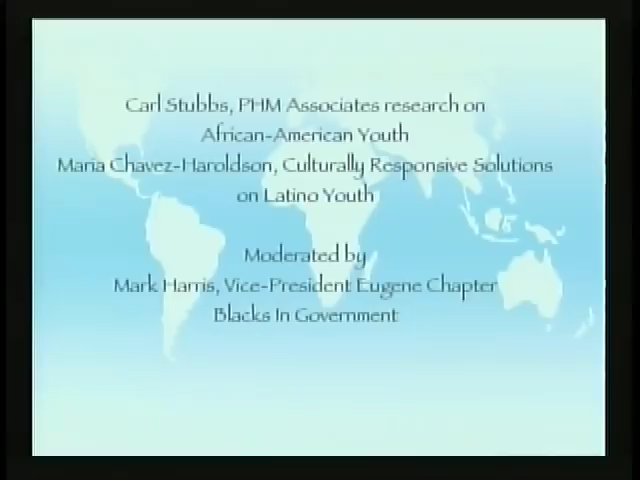 Carl Stubbs, PHM Associates research on
African-American Youth
Maria Chavez-Haroldson, Culturally Responsive Solutions
on Latino Youth
Moderated by
Mark Harris, Vice-President Eugene Chapter
Blacks In Government